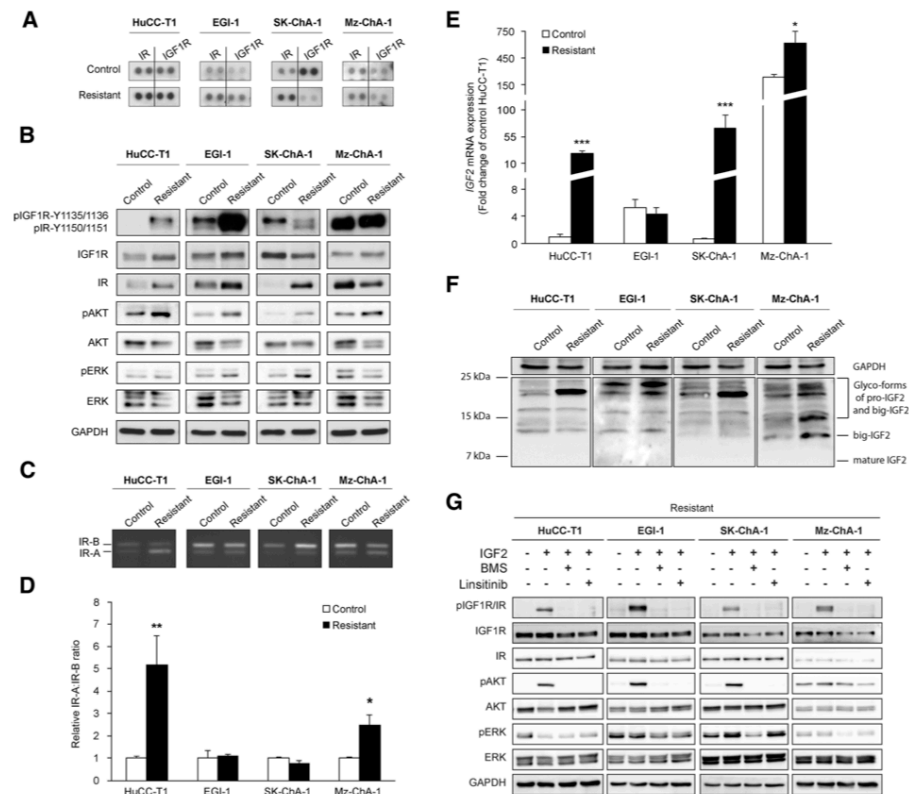 A
HuCC-T1 EGI-1 SK-ChA-1 Mz-ChA-1
IR IGF1R IR IGF1R IR IGF1R IR IGF1R
Control
Resistant
B
HuCC-T1 EGI-1 SK-ChA-1 Mz-ChA-1
Control Resistant Control Resistant Control Resistant Control Resistant
pIGF1R-Y1135/1136
pIR-Y1150/1151
IGF1R
IR
pAKT
AKT
pERK
ERK
GAPDH
C
HuCC-T1 EGI-1 SK-ChA-1 Mz-ChA-1
Control Resistant Control Resistant Control Resistant Control Resistant
IR-B
IR-A
D
Relative IR-A:IR-B ratio
8
7
6
5
4
3
2
1
0
Control
Resistant
**
*
HuCC-T1 EGI-1 SK-ChA-1 Mz-ChA-1
E
IGF2 mRNA expression
(Fold change of control HuCC-T1)
750
450
150
100
55
10
8
4
0
Control
Resistant
***
***
*
HuCC-T1 EGI-1 SK-ChA-1 Mz-ChA-1
F
HuCC-T1 EGI-1 SK-ChA-1 Mz-ChA-1
Control Resistant Control Resistant Control Resistant Control Resistant
GAPDH
25 kDa
15 kDa
7 kDa
Glyco-forms
of pro-IGF2
and big-IGF2
big-IGF2
mature IGF2
G
Resistant
HuCC-T1 EGI-1 SK-ChA-1 Mz-ChA-1
IGF2 - + + + - + + + - + + + - + + +
BMS - - + - - - + - - - + - - - + -
Linsitinib - - - + - - - + - - - + - - - +
pIGF1R/IR
IGF1R
IR
pAKT
AKT
pERK
ERK
GAPDH